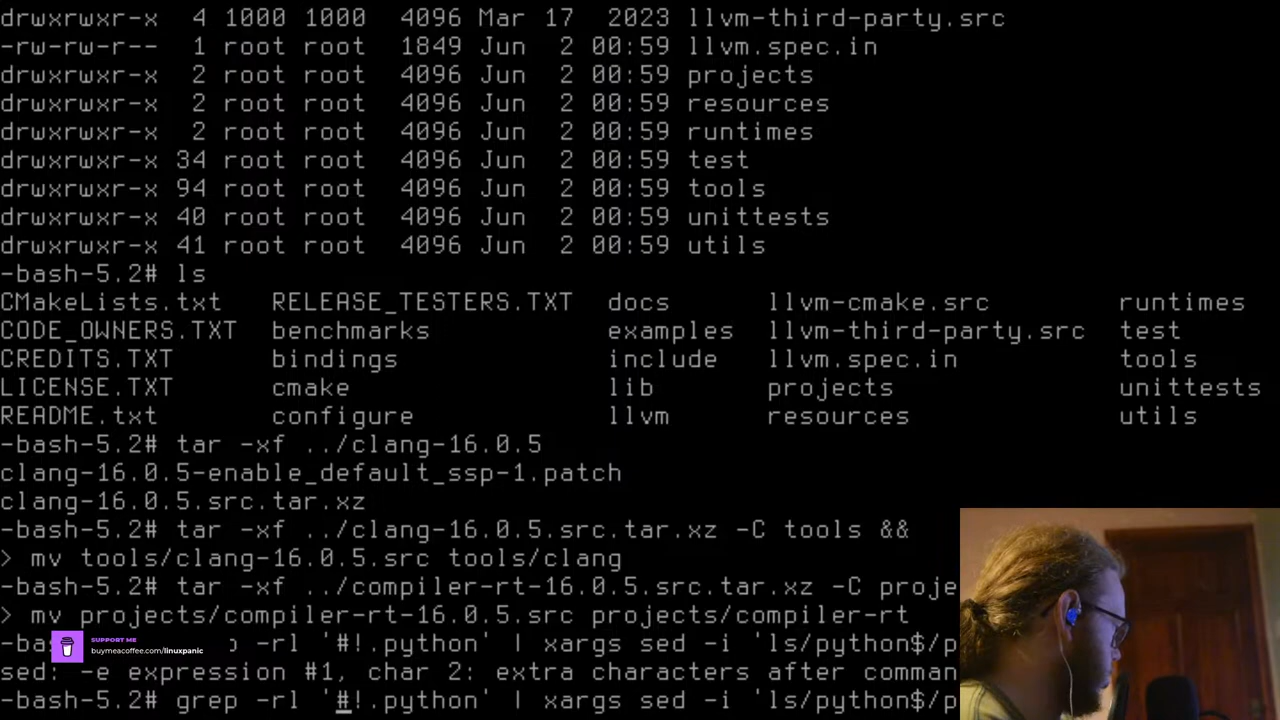 drwxrwxr-x  4 1000 1000  4096 Mar 17  2023 llvm-third-party.src
-rw-rw-r--  1 root root  1849 Jun  2 00:59 llvm.spec.in
drwxrwxr-x  2 root root  4096 Jun  2 00:59 projects
drwxrwxr-x  2 root root  4096 Jun  2 00:59 resources
drwxrwxr-x  2 root root  4096 Jun  2 00:59 runtimes
drwxrwxr-x 34 root root  4096 Jun  2 00:59 test
drwxrwxr-x 94 root root  4096 Jun  2 00:59 tools
drwxrwxr-x 40 root root  4096 Jun  2 00:59 unittests
drwxrwxr-x 41 root root  4096 Jun  2 00:59 utils
-bash-5.2# ls
CMakeLists.txt   RELEASE_TESTERS.TXT  docs      llvm-cmake.src        runtimes
CODE_OWNERS.TXT  benchmarks           examples  llvm-third-party.src  test
CREDITS.TXT      bindings             include   llvm.spec.in          tools
LICENSE.TXT      cmake                lib       projects              unittests
README.txt       configure            llvm      resources             utils
-bash-5.2# tar -xf ../clang-16.0.5
clang-16.0.5-enable_default_ssp-1.patch
clang-16.0.5.src.tar.xz
-bash-5.2# tar -xf ../clang-16.0.5.src.tar.xz -C tools &&
> mv tools/clang-16.0.5.src tools/clang
-bash-5.2# tar -xf ../compiler-rt-16.0.5.src.tar.xz -C proje
> mv projects/compiler-rt-16.0.5.src projects/compiler-rt
-ba -rl '#!.python' | xargs sed -i 'ls/python$/p
SUPPORT ME
buymeacoffee.com/linuxpanic
sed: -e expression #1, char 2: extra characters after comman
-bash-5.2# grep -rl '#!.python' | xargs sed -i 'ls/python$/p